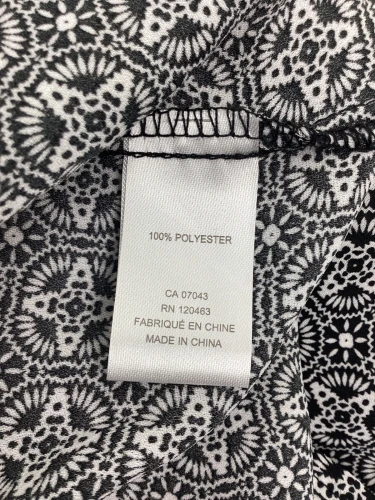 100% POLYESTER
CA 07043
RN 120463
FABRIQUÉ EN CHINE
MADE IN CHINA